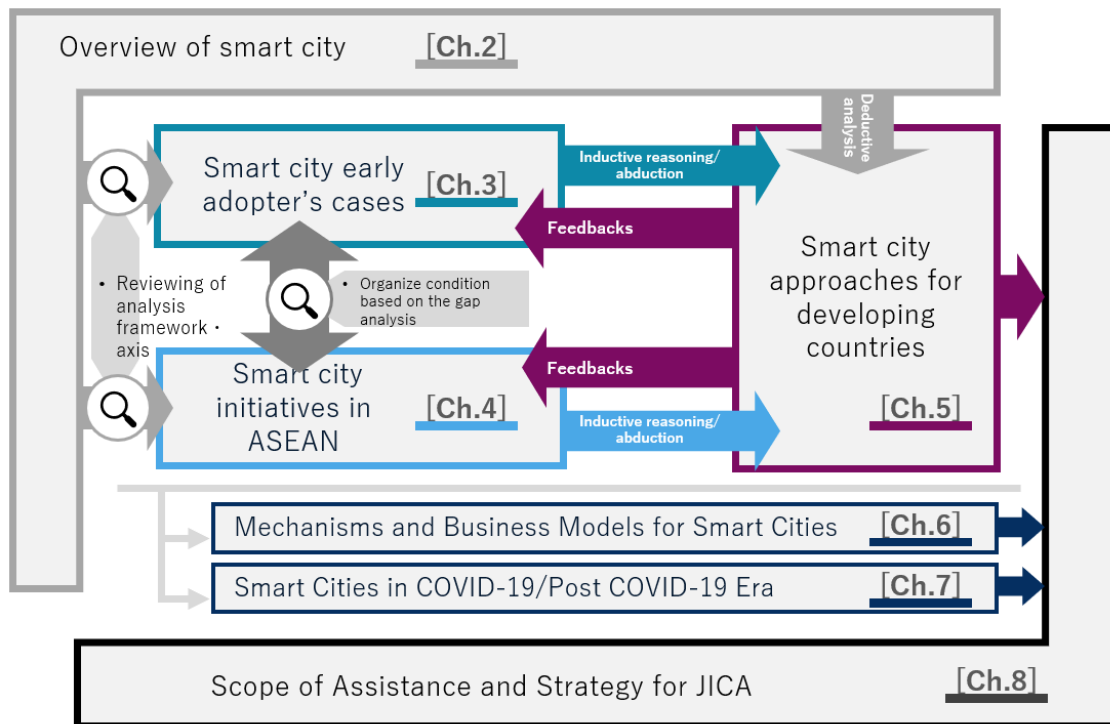 Overview of smart city [Ch.2]
Deductive
analysis
Smart city early
adopter’s cases
[Ch.3]
Inductive reasoning/
abduction
Feedbacks
• Reviewing of
analysis
framework・
axis
• Organize condition
based on the gap
analysis
Smart city
approaches for
developing
countries
[Ch.5]
Smart city
initiatives in
ASEAN
[Ch.4]
Feedbacks
Inductive reasoning/
abduction
Mechanisms and Business Models for Smart Cities [Ch.6]
Smart Cities in COVID-19/Post COVID-19 Era [Ch.7]
Scope of Assistance and Strategy for JICA [Ch.8]